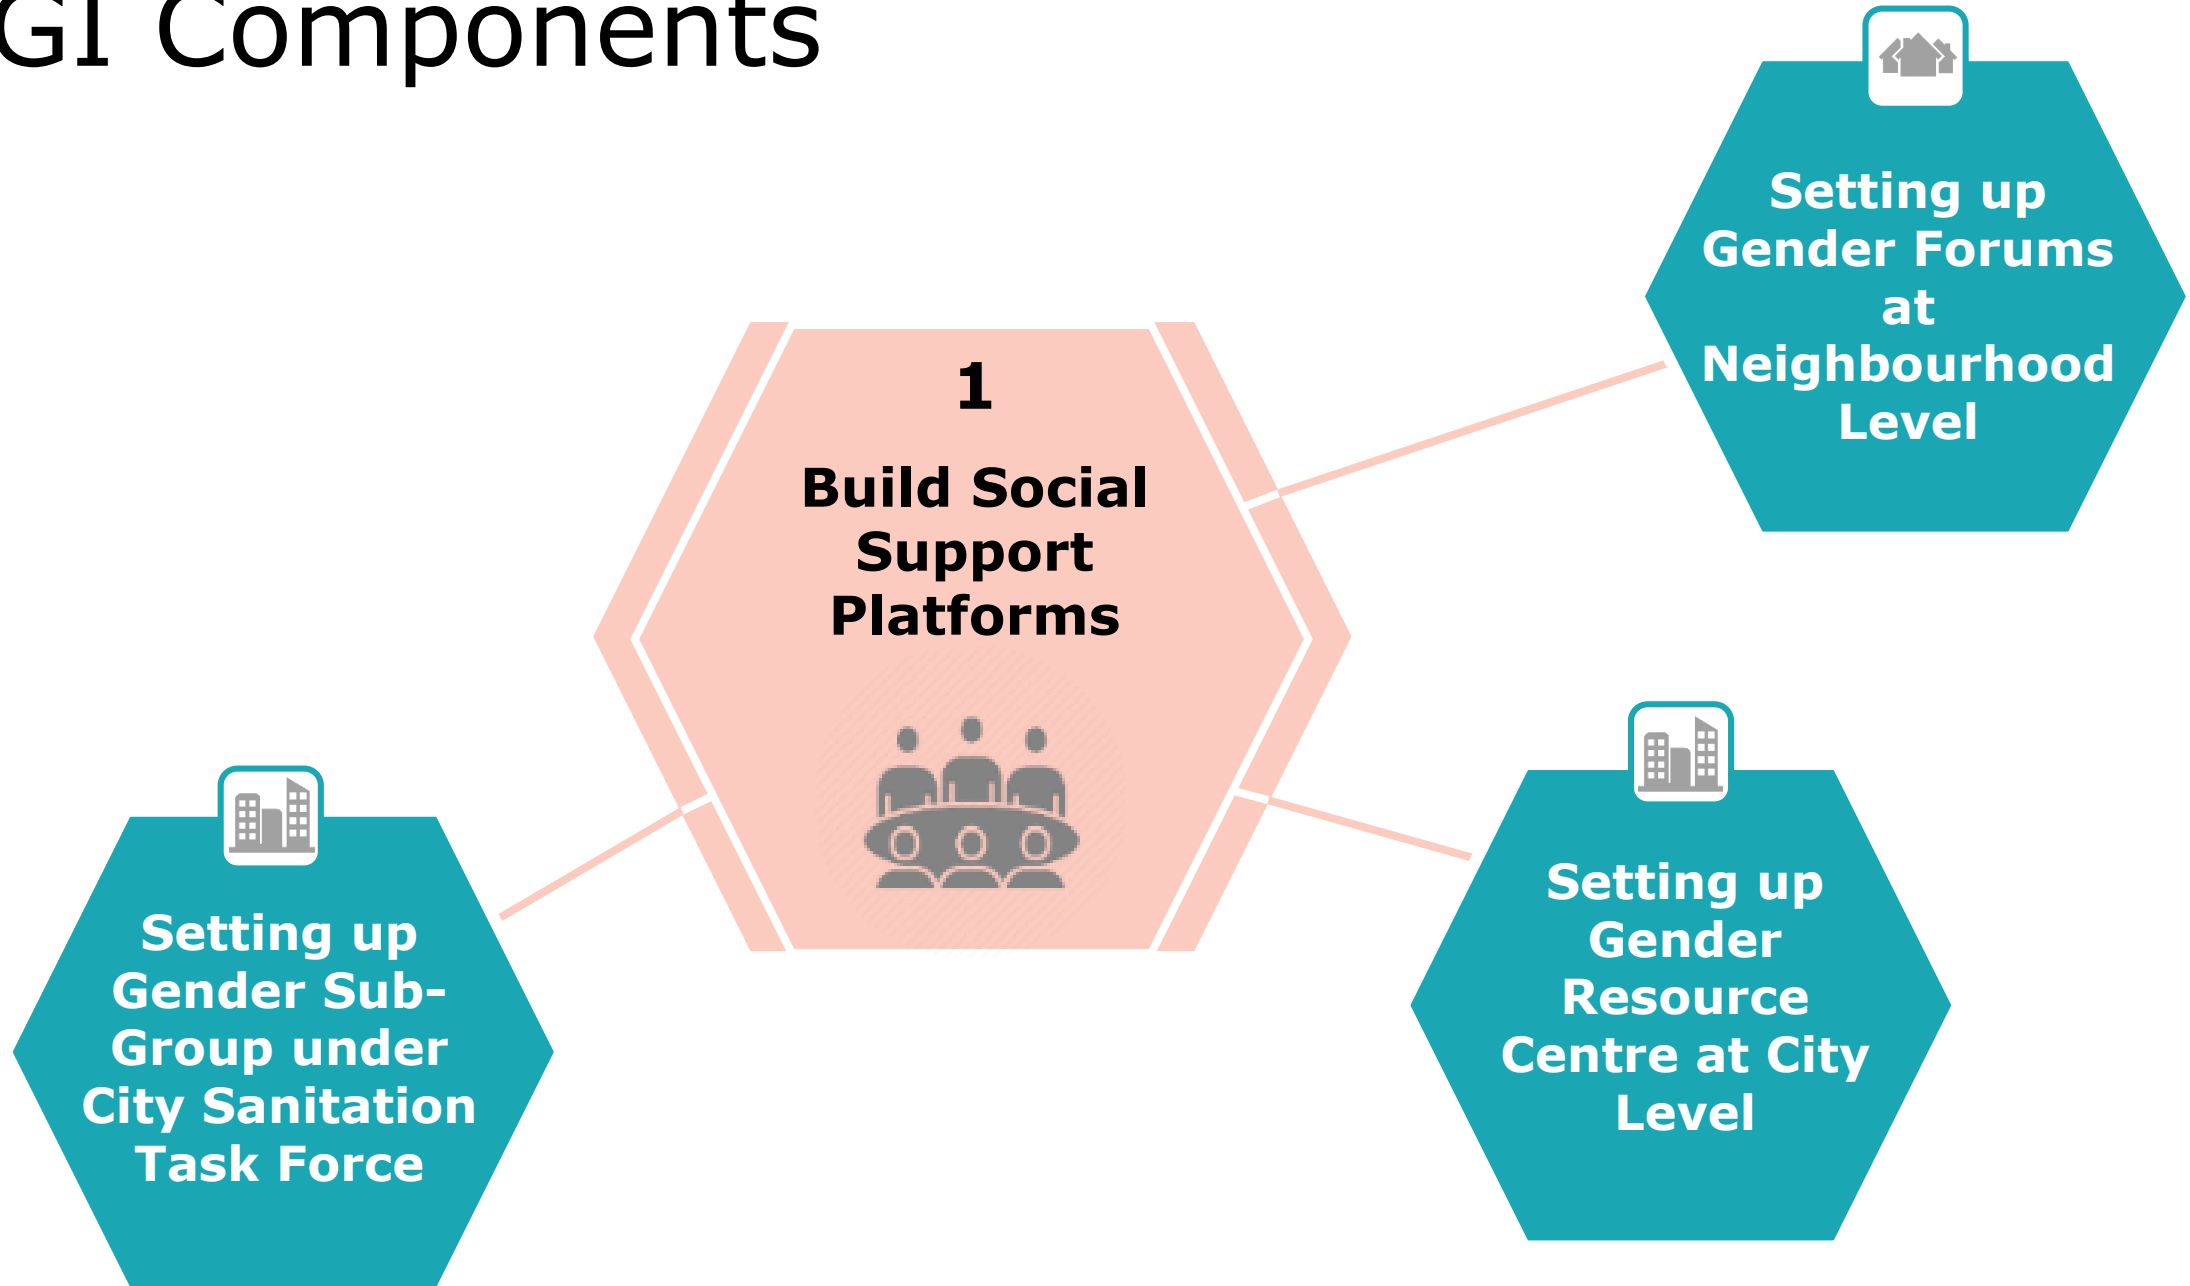 GI Components
Setting up
Gender Forums
at
Neighbourhood
Level
1
Build Social
Support
Platforms
Setting up
Gender Sub-
Group under
City Sanitation
Task Force
Setting up
Gender
Resource
Centre at City
Level